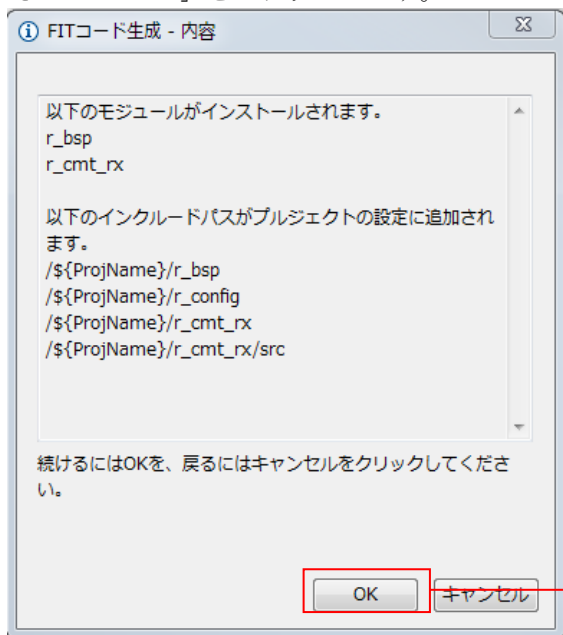 FITコード生成 - 内容
以下のモジュールがインストールされます。
r_bsp
r_cmt_rx
以下のインクルードパスがプルジェクトの設定に追加され
ます。
/${ProjName}/r_bsp
/${ProjName}/r_config
/${ProjName}/r_cmt_rx
/${ProjName}/r_cmt_rx/src
続けるにはOKを、戻るにはキャンセルをクリックしてくださ
い。
OK キャンセル